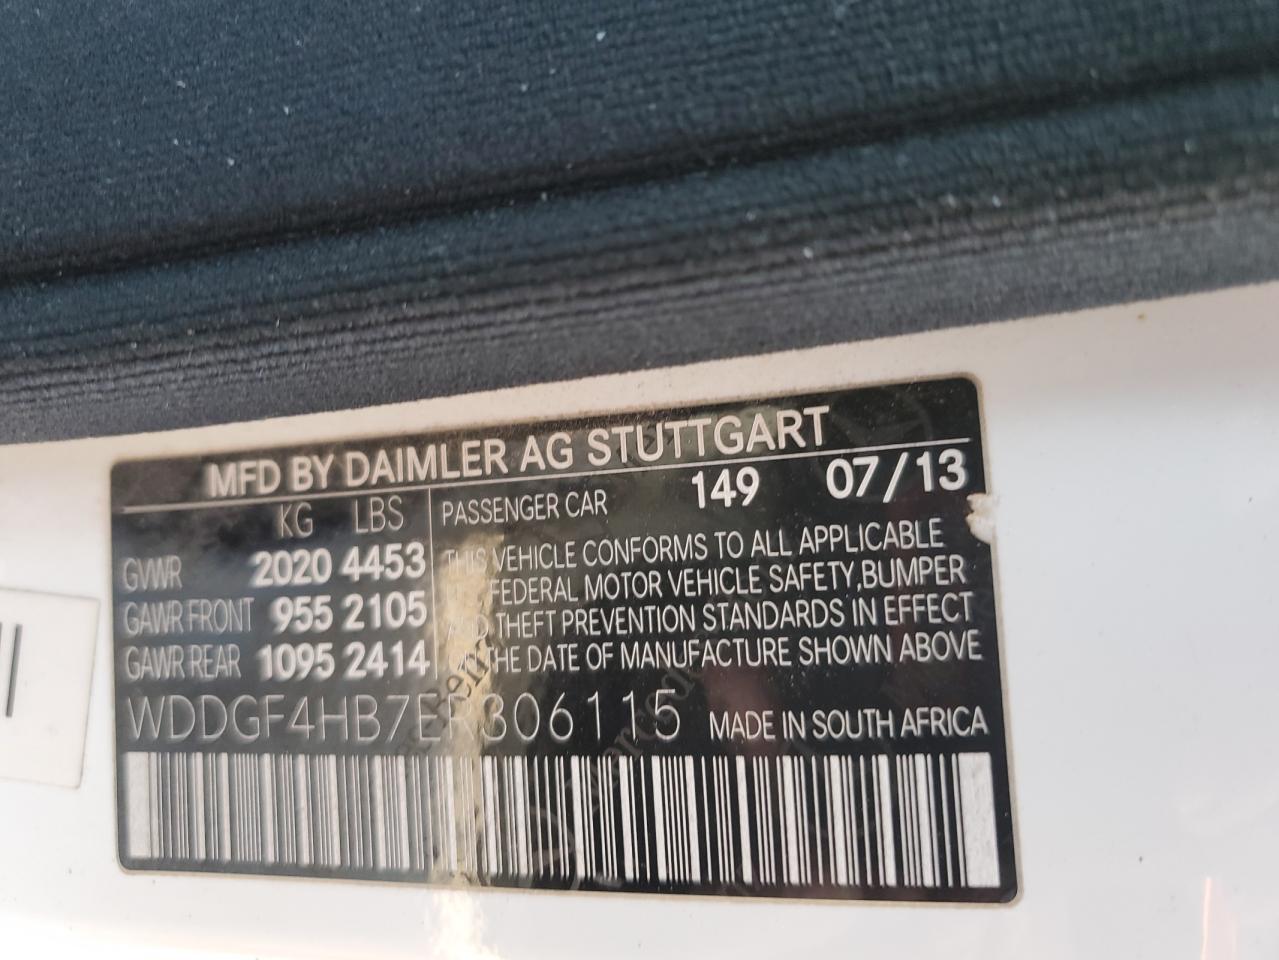 MFD BY DAIMLER AG STUTTGART
KG LBS
GVWR 2020 4453
GAWR FRONT 955 2105
GAWR REAR 1095 2414
PASSENGER CAR 149 07/13
THIS VEHICLE CONFORMS TO ALL APPLICABLE
FEDERAL MOTOR VEHICLE SAFETY,BUMPER
AND THEFT PREVENTION STANDARDS IN EFFECT
THE DATE OF MANUFACTURE SHOWN ABOVE
WDDGF4HB7ER306115 MADE IN SOUTH AFRICA